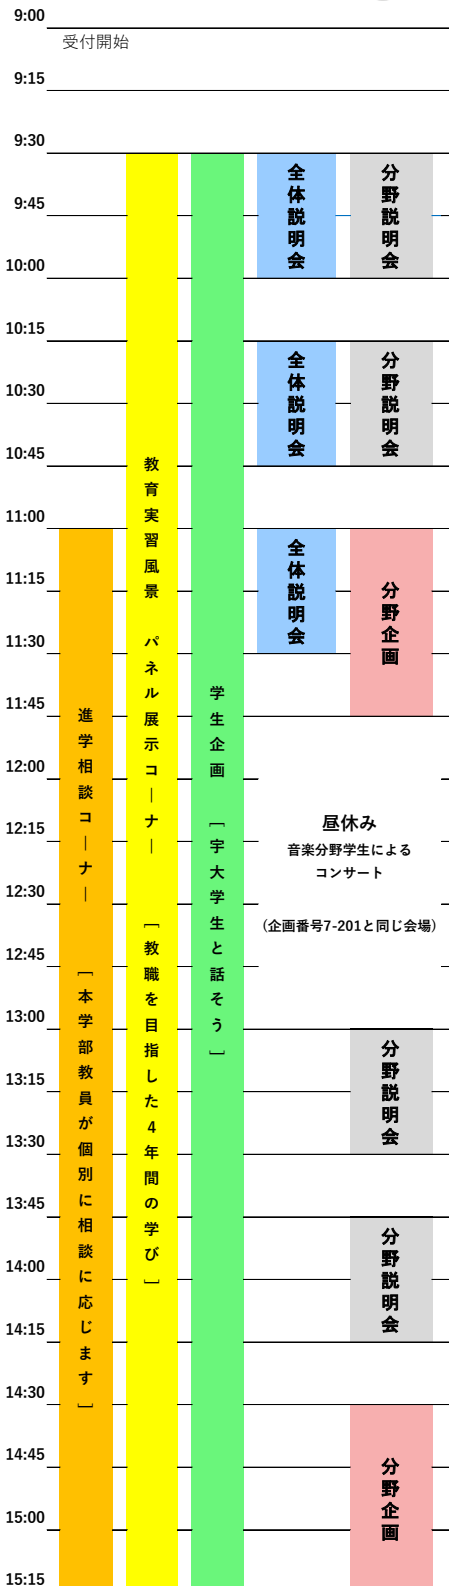 9:00
受付開始
9:15
9:30
9:45
10:00
10:15
10:30
10:45
11:00
11:15
11:30
11:45
12:00
12:15
12:30
12:45
13:00
13:15
13:30
13:45
14:00
14:15
14:30
14:45
15:00
15:15
進学相談コーナー [本学部教員が個別に相談に応じます]
教育実習風景 パネル展示コーナー [教職を目指した4年間の学び]
学生企画 [宇大学生と話そう]
全体説明会
全体説明会
全体説明会
分野説明会
分野説明会
分野企画
昼休み
音楽分野学生による
コンサート
(企画番号7-201と同じ会場)
分野説明会
分野説明会
分野企画